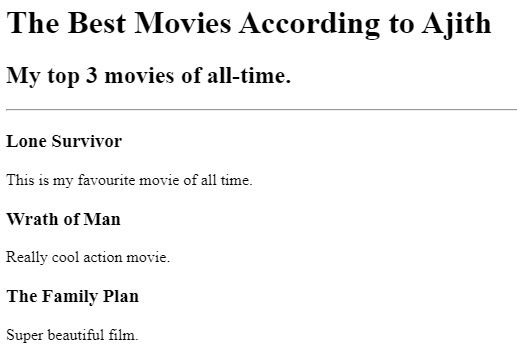 The Best Movies According to Ajith
My top 3 movies of all-time.
Lone Survivor
This is my favourite movie of all time.
Wrath of Man
Really cool action movie.
The Family Plan
Super beautiful film.